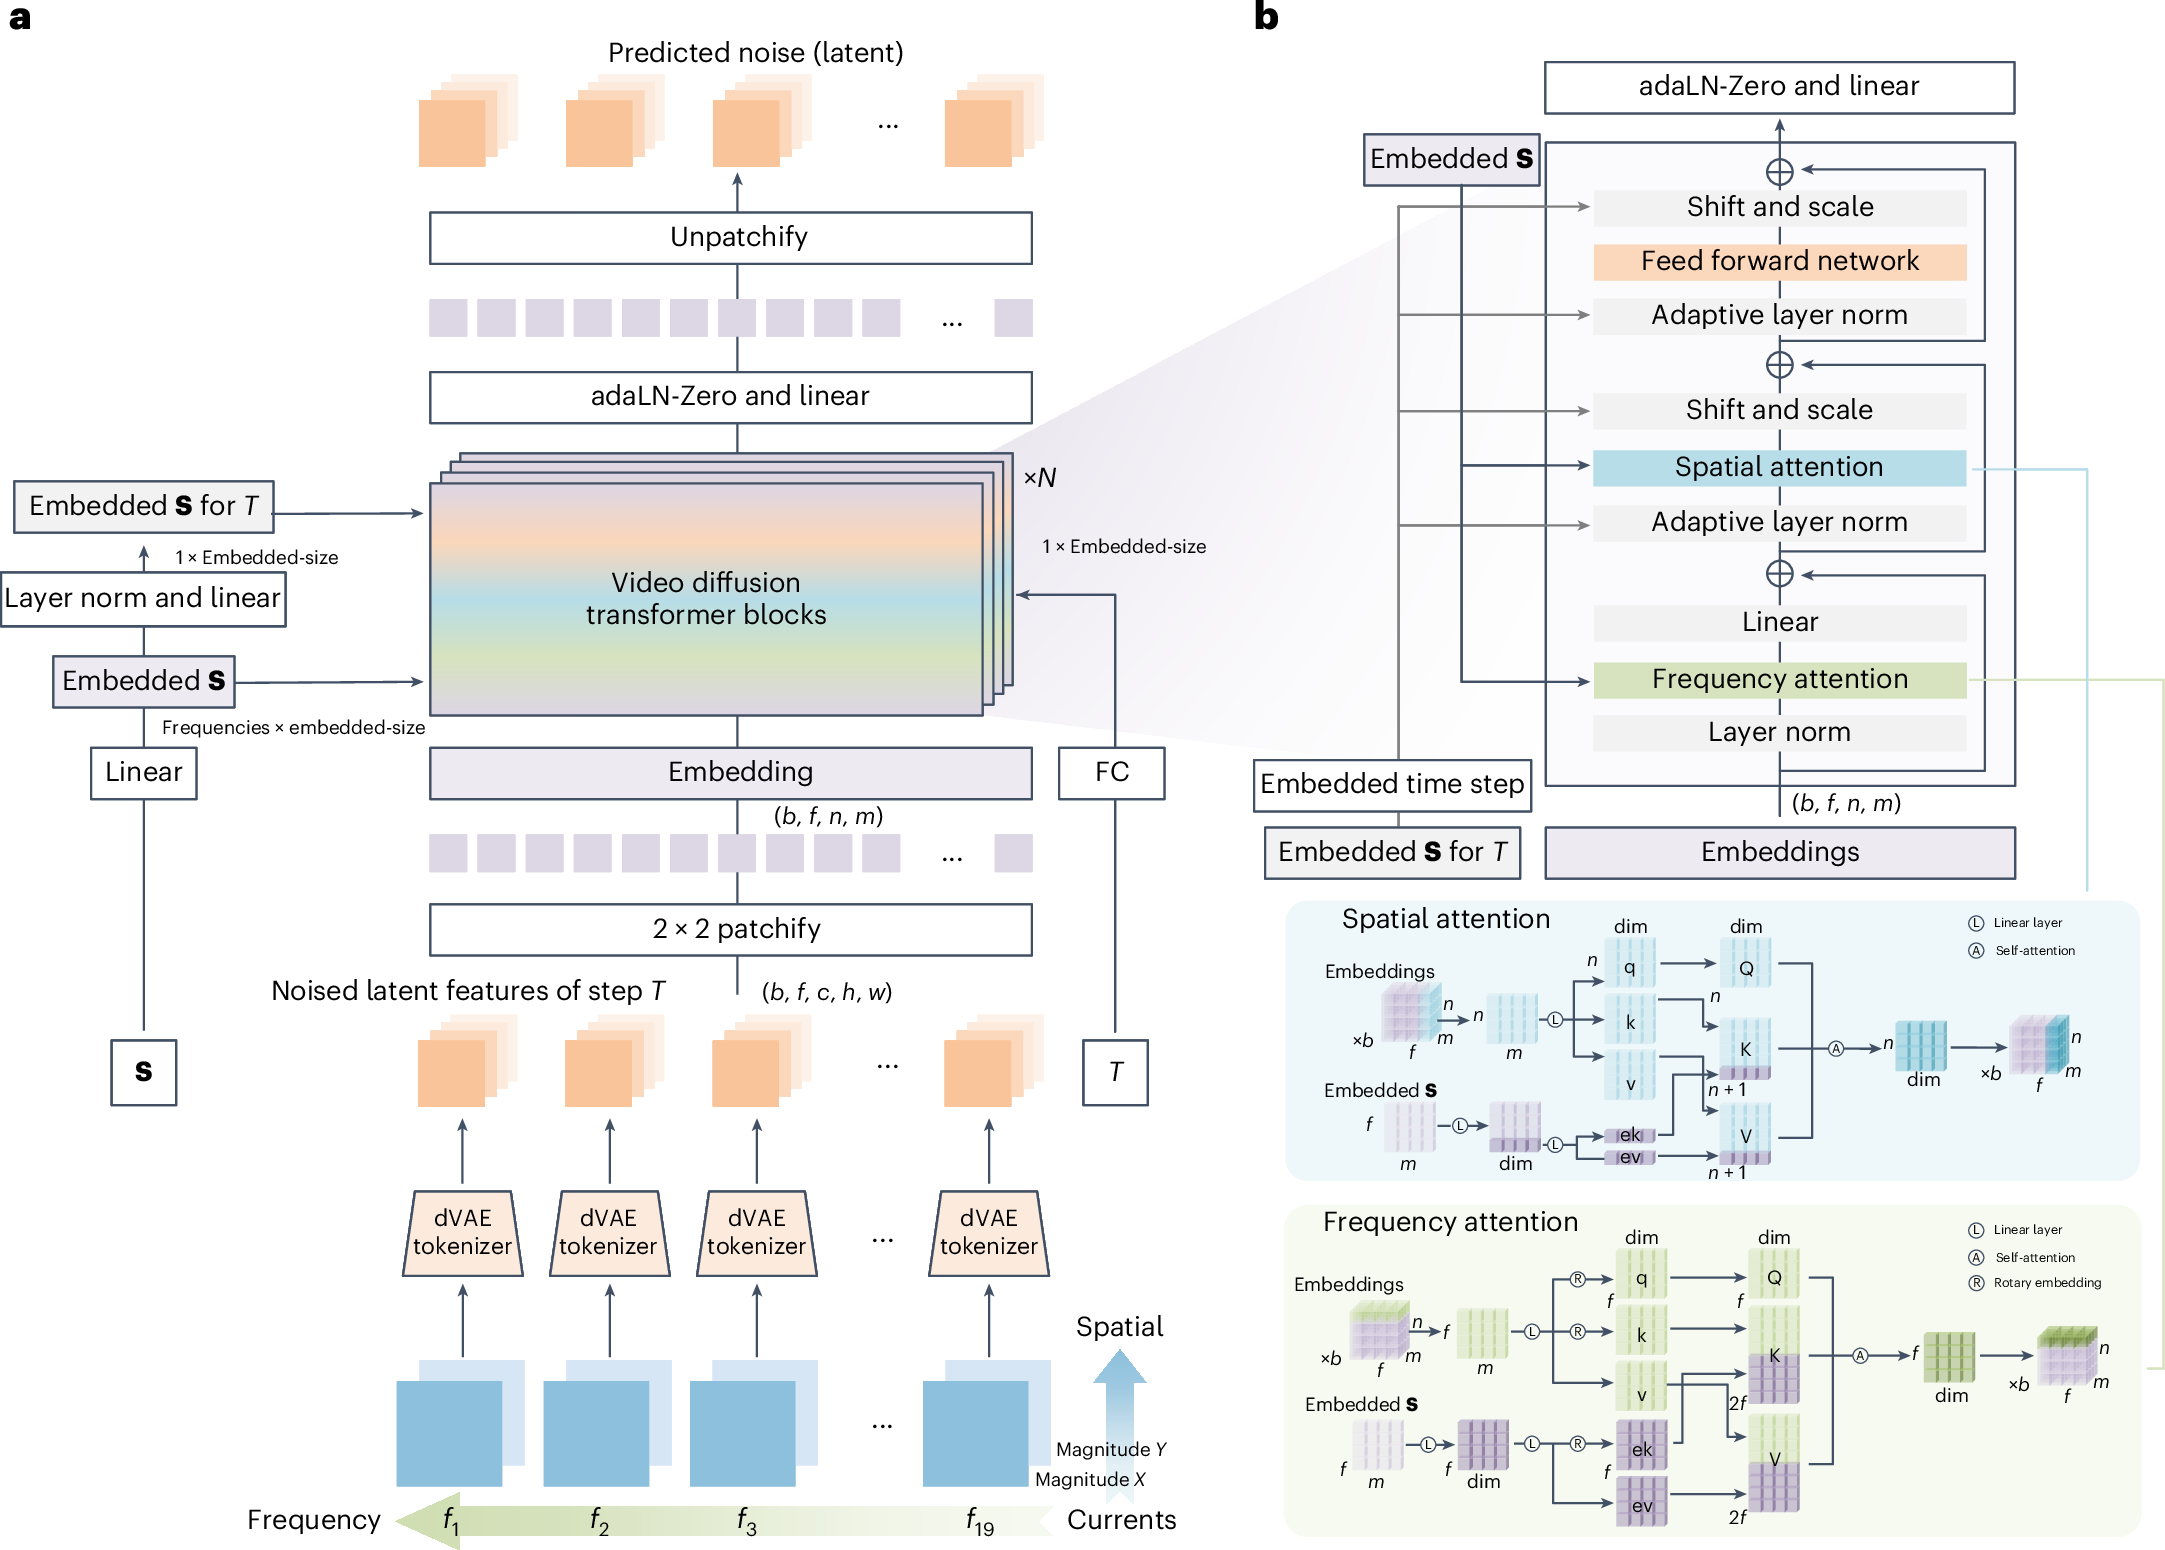 a
Predicted noise (latent)
...
Unpatchify
...
adaLN-Zero and linear
×N
Embedded S for T
1 × Embedded-size
Layer norm and linear
Embedded S
Frequencies × embedded-size
Linear
S
Video diffusion
transformer blocks
1 × Embedded-size
Embedding
FC
(b, f, n, m)
...
2 × 2 patchify
Noised latent features of step T
(b, f, c, h, w)
...
T
dVAE
tokenizer
dVAE
tokenizer
dVAE
tokenizer
...
dVAE
tokenizer
Spatial
...
Magnitude Y
Magnitude X
Frequency
f1
f2
f3
f19
Currents
b
adaLN-Zero and linear
Embedded S
Shift and scale
Feed forward network
Adaptive layer norm
Shift and scale
Spatial attention
Adaptive layer norm
Linear
Frequency attention
Layer norm
Embedded time step
(b, f, n, m)
Embedded S for T
Embeddings
Spatial attention
L Linear layer
A Self-attention
dim
dim
Embeddings
n
q
Q
n
n
n
m
×b
f
m
L
k
K
v
n + 1
A
n
dim
×b
f
n
m
Embedded S
f
m
L
dim
L
ek
ev
V
n + 1
Frequency attention
L Linear layer
A Self-attention
R Rotary embedding
dim
dim
Embeddings
R
q
Q
f
f
n
f
L
R
k
×b
f
m
m
K
v
2f
A
f
dim
×b
f
n
m
Embedded S
f
m
L
f
dim
L
R
ek
f
ev
V
2f